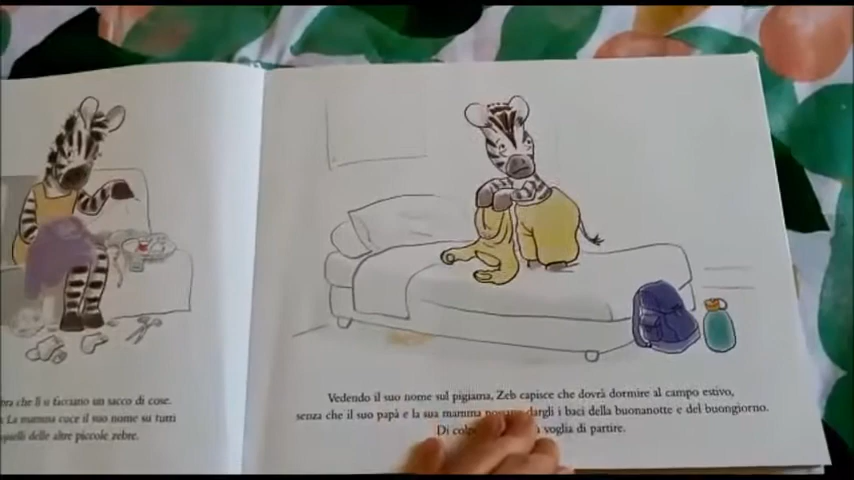 che lì si facciano un sacco di cose.
La mamma cuce il suo nome su tutti
quelli delle altre piccole zebre.
Vedendo il suo nome sul pigiama, Zeb capisce che dovrà dormire al campo estivo,
senza che il suo papà e la sua mamma dargli i baci della buonanotte e del buongiorno.
Di voglia di partire.